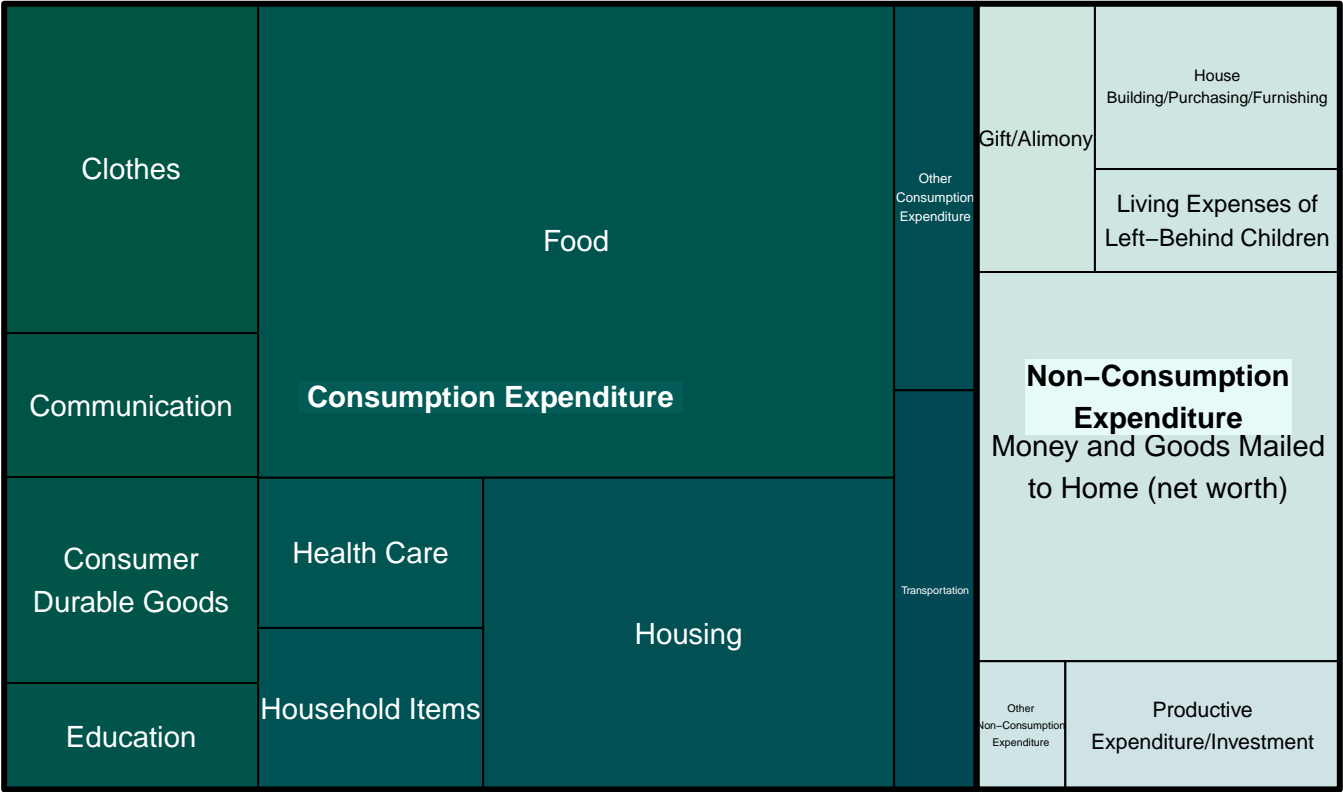 Clothes
Communication
Consumer
Durable Goods
Education
Food
Consumption Expenditure
Health Care
Household Items
Housing
Other
Consumption
Expenditure
Transportation
Gift/Alimony
House
Building/Purchasing/Furnishing
Living Expenses of
Left−Behind Children
Non−Consumption
Expenditure
Money and Goods Mailed
to Home (net worth)
Other
Non−Consumption
Expenditure
Productive
Expenditure/Investment